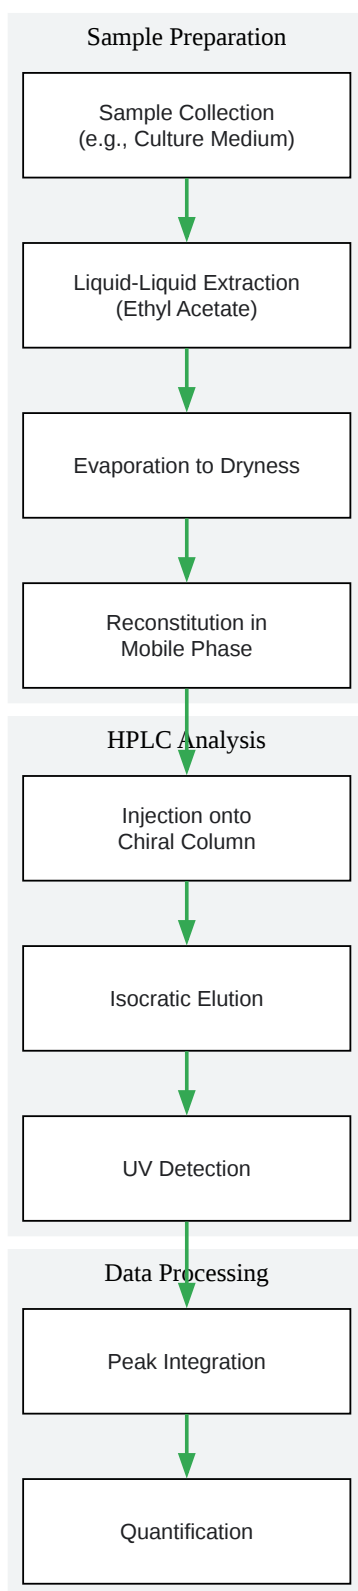 Sample Preparation
Sample Collection
(e.g., Culture Medium)
Liquid-Liquid Extraction
(Ethyl Acetate)
Evaporation to Dryness
Reconstitution in
Mobile Phase
HPLC Analysis
Injection onto
Chiral Column
Isocratic Elution
UV Detection
Data Processing
Peak Integration
Quantification